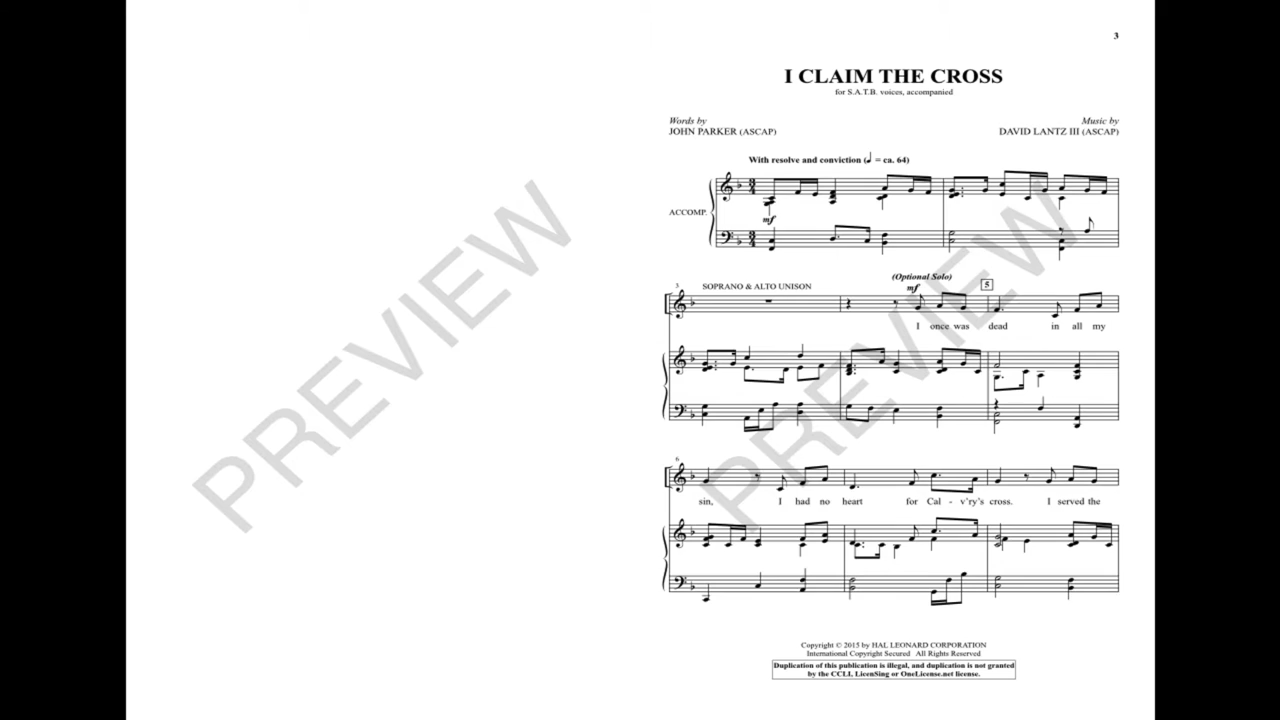 3
I CLAIM THE CROSS
for S.A.T.B. voices, accompanied
Words by
JOHN PARKER (ASCAP)
Music by
DAVID LANTZ III (ASCAP)
With resolve and conviction (♩ = ca. 64)
ACCOMP.
mf
3
SOPRANO & ALTO UNISON
(Optional Solo)
mf
5
I once was dead in all my
6
sin, I had no heart for Cal - v'ry's cross. I served the
PREVIEW
PREVIEW
Copyright © 2015 by HAL LEONARD CORPORATION
International Copyright Secured All Rights Reserved
Duplication of this publication is illegal, and duplication is not granted
by the CCLI, LicenSing or OneLicense.net license.